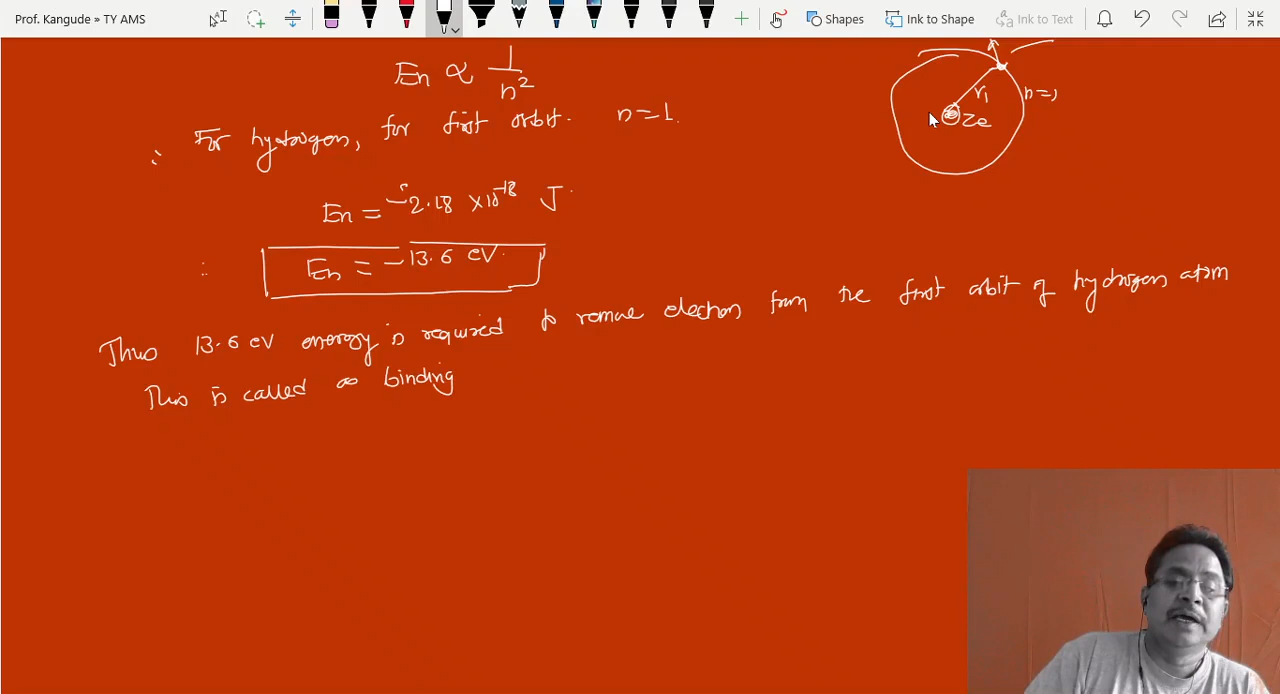 Prof. Kangude » TY AMS
Shapes
Ink to Shape
Ink to Text
En ∝ 1/n²
r1
n=1
Ze
∴ For hydrogen, for first orbit. n=1.
En = -2.18 ×10⁻¹⁸ J
∴ En = -13.6 eV.
Thus 13.6 eV energy is required to remove electron from the first orbit of hydrogen atom
This is called as binding